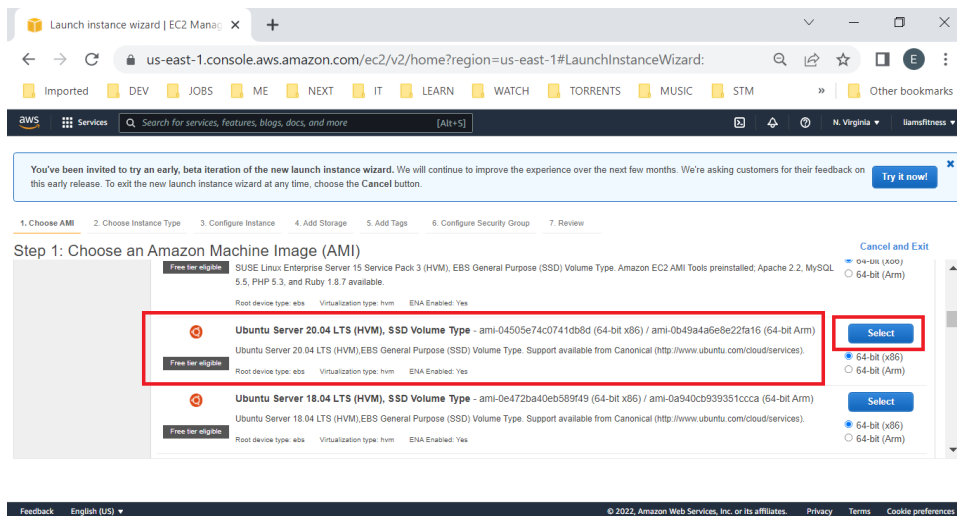 Launch instance wizard | EC2 Manag
us-east-1.console.aws.amazon.com/ec2/v2/home?region=us-east-1#LaunchInstanceWizard:
E
Imported DEV JOBS ME NEXT IT LEARN WATCH TORRENTS MUSIC STM » Other bookmarks
aws Services Search for services, features, blogs, docs, and more [Alt+S] N. Virginia liamsfitness
You've been invited to try an early, beta iteration of the new launch instance wizard. We will continue to improve the experience over the next few months. We're asking customers for their feedback on
this early release. To exit the new launch instance wizard at any time, choose the Cancel button.
Try it now!
1. Choose AMI 2. Choose Instance Type 3. Configure Instance 4. Add Storage 5. Add Tags 6. Configure Security Group 7. Review
Step 1: Choose an Amazon Machine Image (AMI)
Cancel and Exit
Free tier eligible
SUSE Linux Enterprise Server 15 Service Pack 3 (HVM), EBS General Purpose (SSD) Volume Type. Amazon EC2 AMI Tools preinstalled; Apache 2.2, MySQL
5.5, PHP 5.3, and Ruby 1.8.7 available.
Root device type: ebs Virtualization type: hvm ENA Enabled: Yes
64-bit (x86)
64-bit (Arm)
Ubuntu Server 20.04 LTS (HVM), SSD Volume Type - ami-04505e74c0741db8d (64-bit x86) / ami-0b49a4a6e8e22fa16 (64-bit Arm)
Free tier eligible
Ubuntu Server 20.04 LTS (HVM),EBS General Purpose (SSD) Volume Type. Support available from Canonical (http://www.ubuntu.com/cloud/services).
Root device type: ebs Virtualization type: hvm ENA Enabled: Yes
Select
64-bit (x86)
64-bit (Arm)
Ubuntu Server 18.04 LTS (HVM), SSD Volume Type - ami-0e472ba40eb589f49 (64-bit x86) / ami-0a940cb939351ccca (64-bit Arm)
Free tier eligible
Ubuntu Server 18.04 LTS (HVM),EBS General Purpose (SSD) Volume Type. Support available from Canonical (http://www.ubuntu.com/cloud/services).
Root device type: ebs Virtualization type: hvm ENA Enabled: Yes
Select
64-bit (x86)
64-bit (Arm)
Feedback English (US) © 2022, Amazon Web Services, Inc. or its affiliates. Privacy Terms Cookie preferences